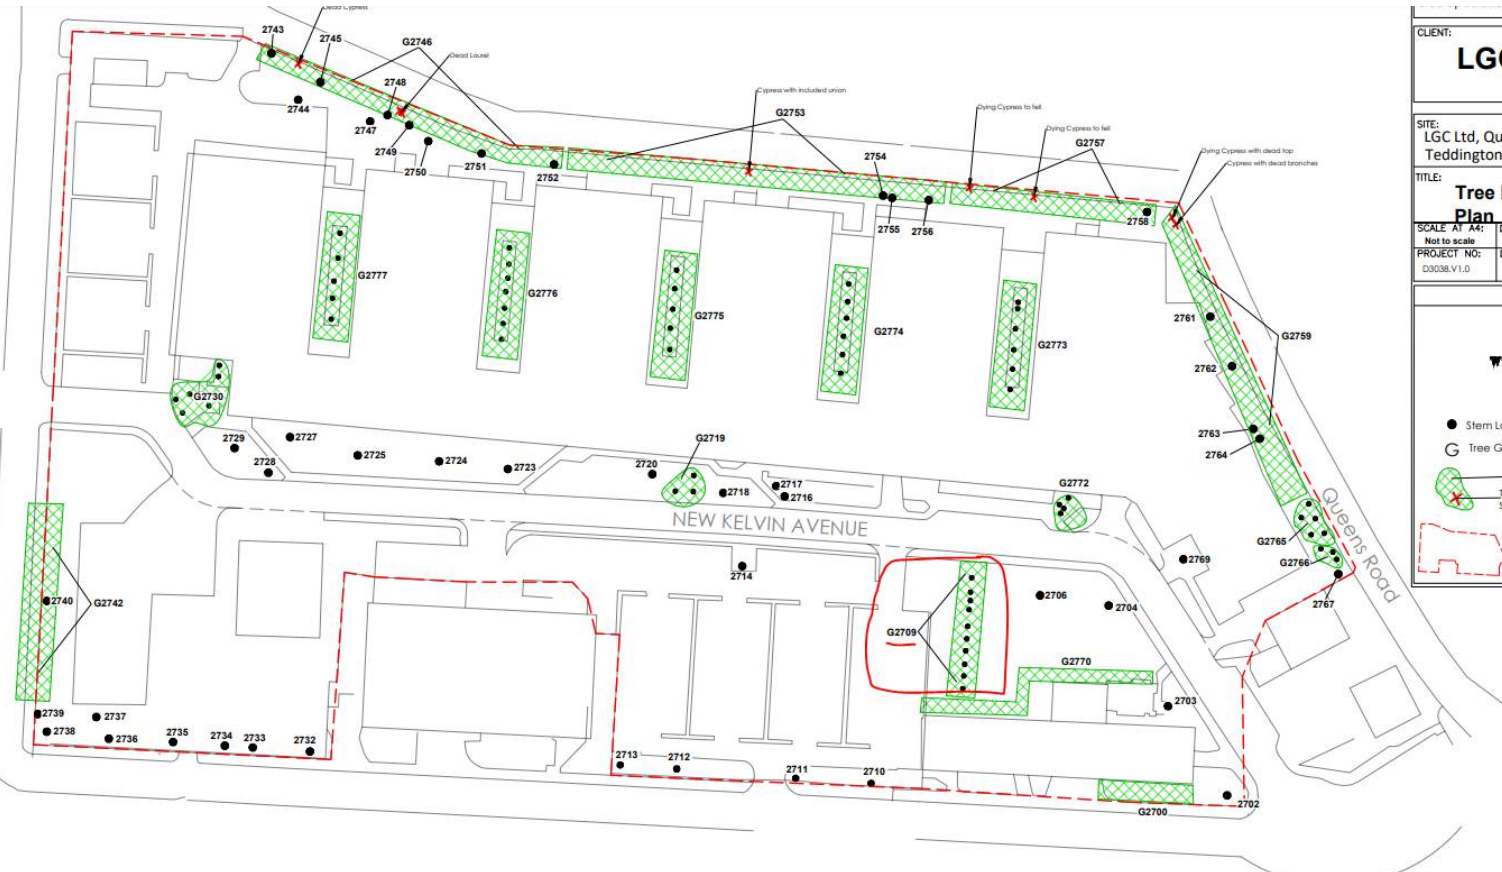 Dead Cypress
2743
2745
G2746
Dead Laurel
2748
2744
2747
2749
2750
2751
2752
Cypress with included union
G2753
Dying Cypress to fell
Dying Cypress to fell
G2757
2754
2755
2756
2758
Dying Cypress with dead top
Cypress with dead branches
G2777
G2776
G2775
G2774
G2773
2761
G2759
2762
2763
2764
G2730
2729
2727
2728
2725
2724
2723
2720
G2719
2718
2717
2716
G2772
NEW KELVIN AVENUE
Queens Road
G2765
G2766
2767
2769
2714
2740
G2742
G2709
2706
2704
G2770
2703
2739
2738
2737
2736
2735
2734
2733
2732
2713
2712
2711
2710
G2700
2702
CLIENT:
LGC
SITE:
LGC Ltd, Qu
Teddington
TITLE:
Tree
Plan
SCALE AT A4:
Not to scale
PROJECT NO:
D3038.V1.0
Stem Lo
G Tree G